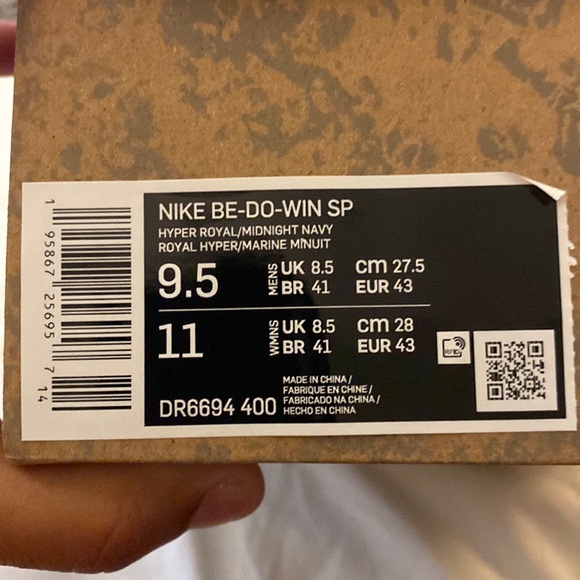 NIKE BE-DO-WIN SP
HYPER ROYAL/MIDNIGHT NAVY
ROYAL HYPER/MARINE MINUIT
9.5 MENS UK 8.5 cm 27.5
BR 41 EUR 43
11 WMNS UK 8.5 cm 28
BR 41 EUR 43
RFID
DR6694 400
MADE IN CHINA /
FABRIQUE EN CHINE /
FABRICADO NA CHINA /
HECHO EN CHINA
1 95867 25695 7 14